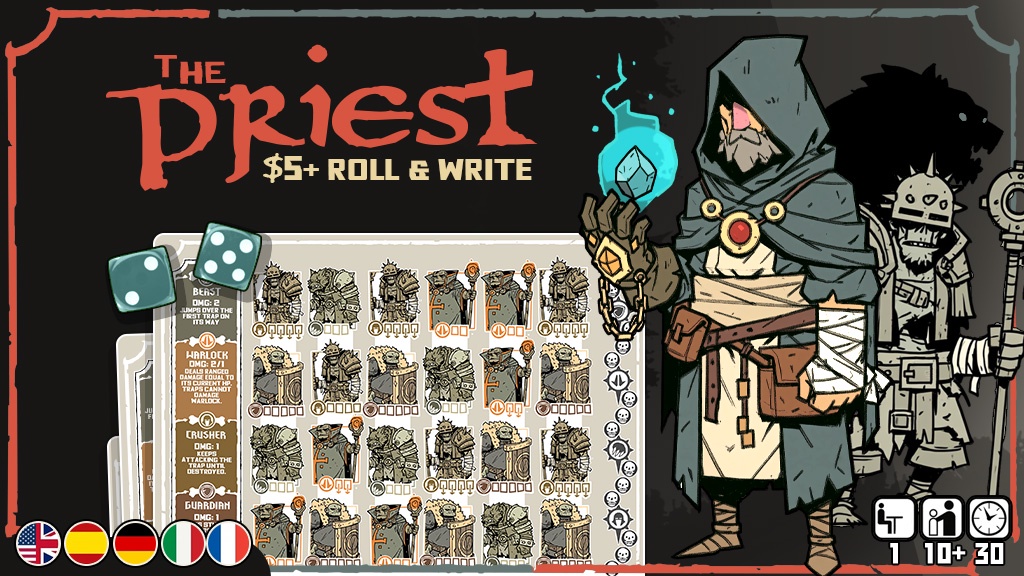 THE
PRIEST
$5+ ROLL & WRITE
BEAST
DMG: 2
JUMPS OVER THE
FIRST TRAP ON
ITS WAY
WARLOCK
DMG: 2/1
DEALS RANGED
DAMAGE EQUAL TO
ITS CURRENT HP.
TRAPS CANNOT
DAMAGE
WARLOCK.
CRUSHER
DMG: 1
KEEPS
ATTACKING THE
TRAP UNTIL
DESTROYED.
GUARDIAN
1 10+ 30